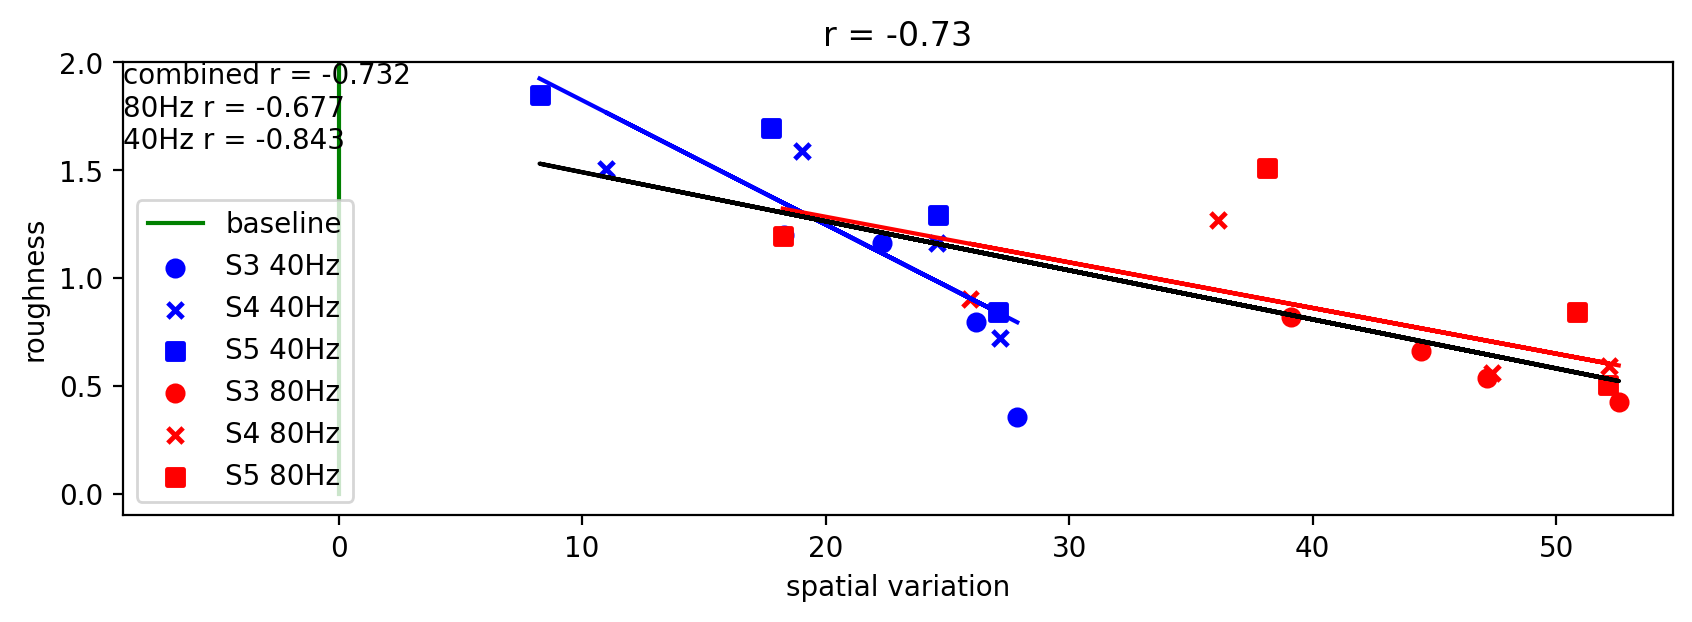 r = -0.73
combined r = -0.732
80Hz r = -0.677
40Hz r = -0.843
2.0
1.5
1.0
0.5
0.0
roughness
baseline
S3 40Hz
S4 40Hz
S5 40Hz
S3 80Hz
S4 80Hz
S5 80Hz
0 10 20 30 40 50
spatial variation